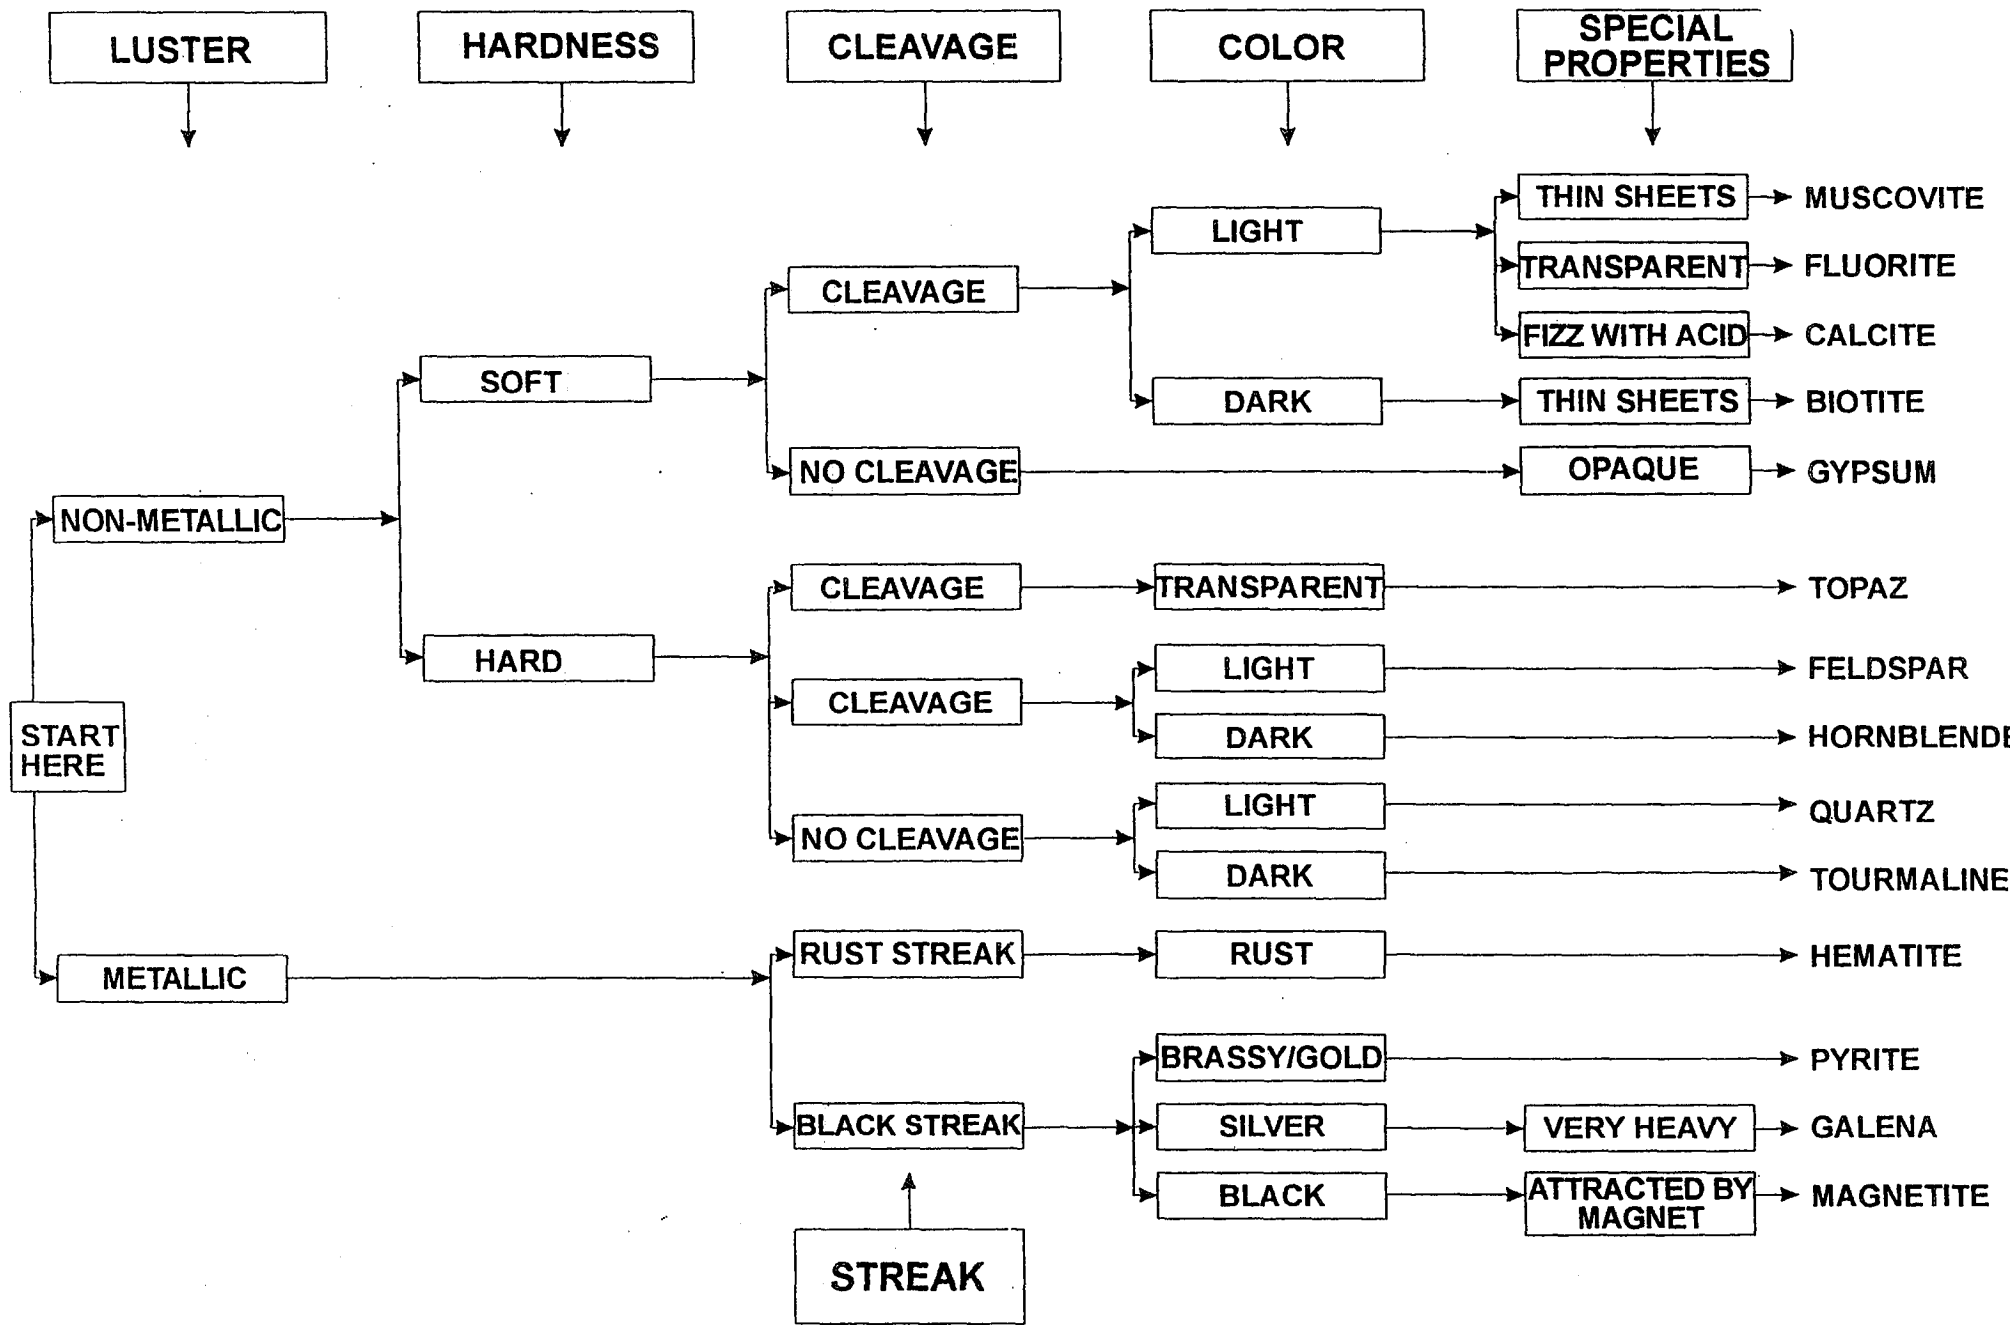 LUSTER
HARDNESS
CLEAVAGE
COLOR
SPECIAL
PROPERTIES
THIN SHEETS
MUSCOVITE
LIGHT
TRANSPARENT
FLUORITE
CLEAVAGE
FIZZ WITH ACID
CALCITE
SOFT
DARK
THIN SHEETS
BIOTITE
NO CLEAVAGE
OPAQUE
GYPSUM
NON-METALLIC
CLEAVAGE
TRANSPARENT
TOPAZ
HARD
LIGHT
FELDSPAR
CLEAVAGE
DARK
HORNBLENDE
START
HERE
LIGHT
QUARTZ
NO CLEAVAGE
DARK
TOURMALINE
METALLIC
RUST STREAK
RUST
HEMATITE
BRASSY/GOLD
PYRITE
BLACK STREAK
SILVER
VERY HEAVY
GALENA
BLACK
ATTRACTED BY
MAGNET
MAGNETITE
STREAK